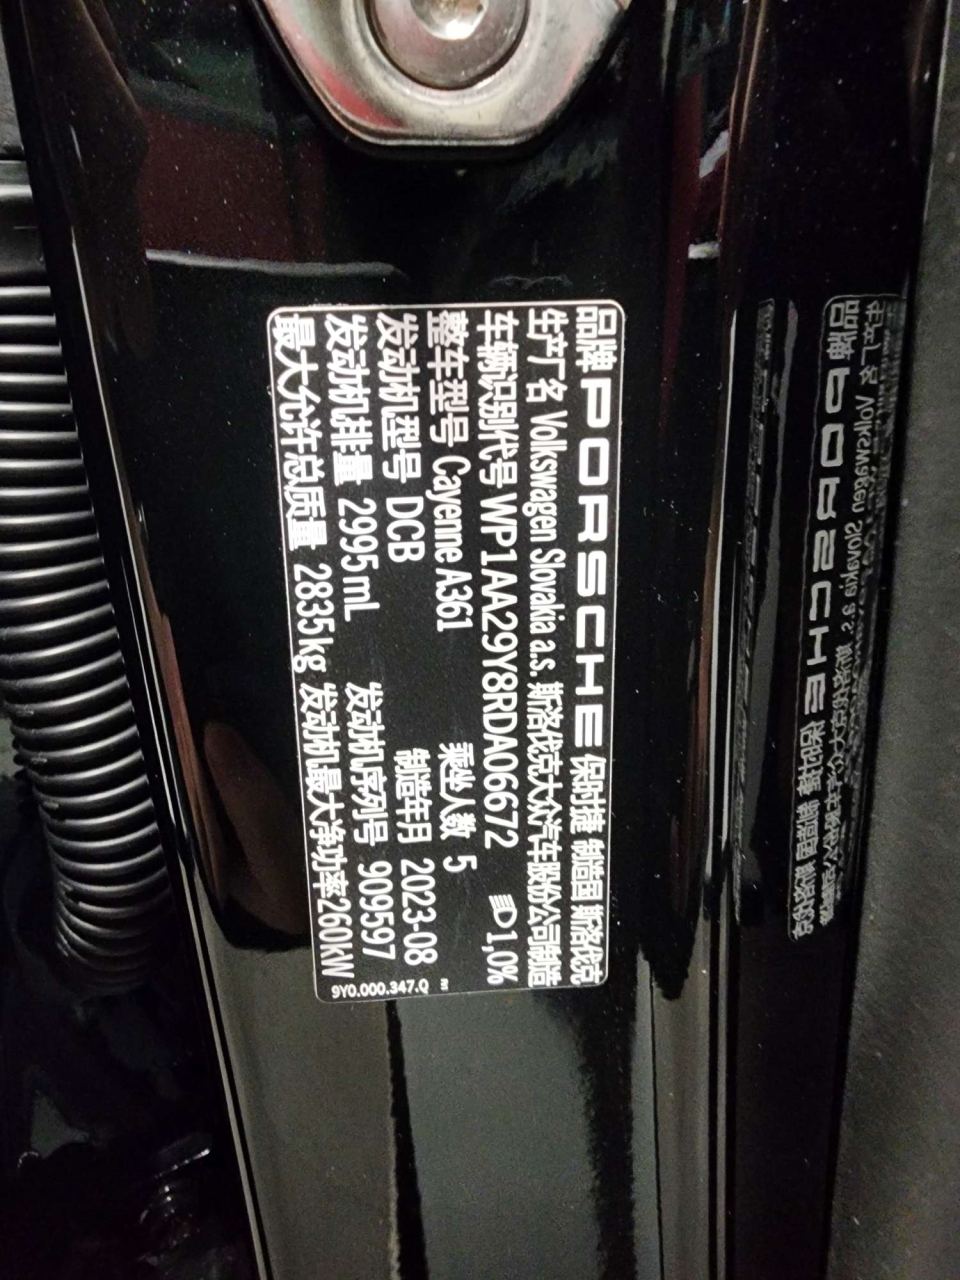 品牌 PORSCHE 保时捷 制造国 斯洛伐克
生产厂名 Volkswagen Slovakia a.s. 斯洛伐克大众汽车股份公司制造
车辆识别代号 WP1AA29Y8RDA06672 1,0%
整车型号 Cayenne A361 乘坐人数 5
发动机型号 DCB 制造年月 2023-08
发动机排量 2995mL 发动机序列号 909597
最大允许总质量 2835kg 发动机最大净功率260kW
9Y0.000.347.Q